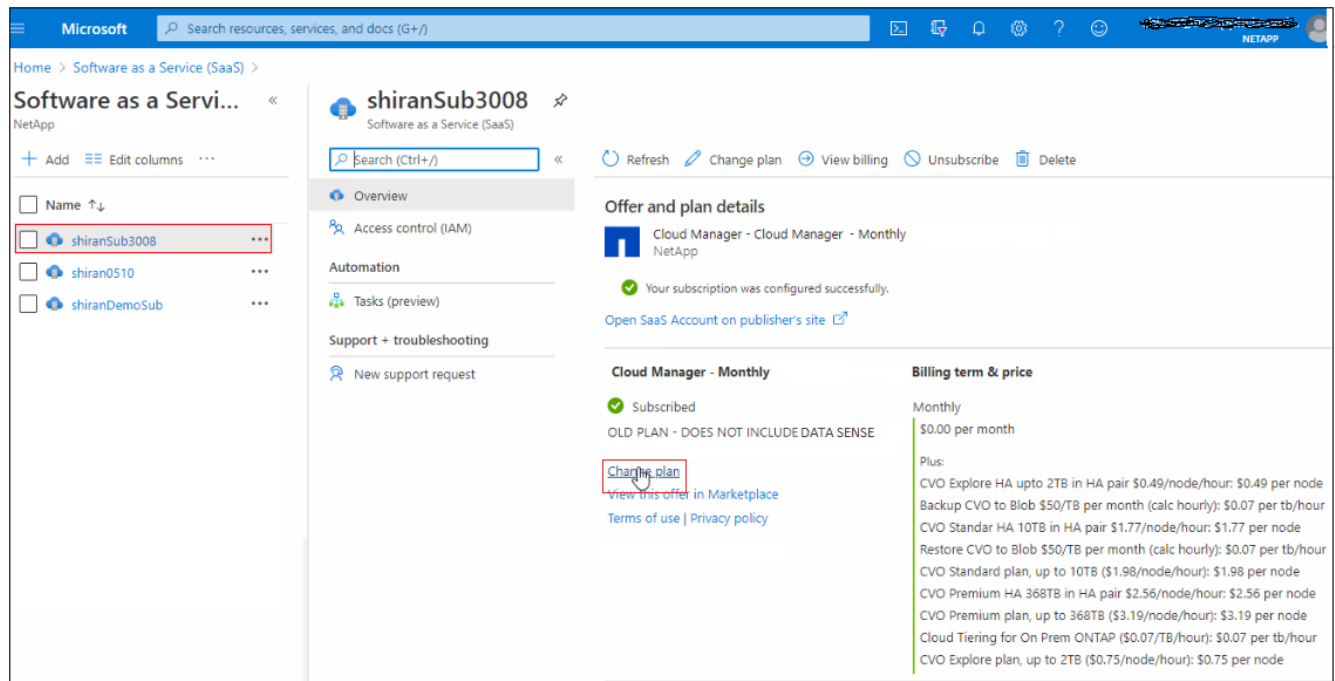 Microsoft
Search resources, services, and docs (G+/)
NETAPP
Home > Software as a Service (SaaS) >
Software as a Servi...
NetApp
Add Edit columns
Name
shiranSub3008
shiran0510
shiranDemoSub
shiranSub3008
Software as a Service (SaaS)
Search (Ctrl+/)
Overview
Access control (IAM)
Automation
Tasks (preview)
Support + troubleshooting
New support request
Refresh Change plan View billing Unsubscribe Delete
Offer and plan details
Cloud Manager - Cloud Manager - Monthly
NetApp
Your subscription was configured successfully.
Open SaaS Account on publisher's site
Cloud Manager - Monthly
Subscribed
OLD PLAN - DOES NOT INCLUDE DATA SENSE
Change plan
View this offer in Marketplace
Terms of use | Privacy policy
Billing term & price
Monthly
$0.00 per month
Plus:
CVO Explore HA upto 2TB in HA pair $0.49/node/hour: $0.49 per node
Backup CVO to Blob $50/TB per month (calc hourly): $0.07 per tb/hour
CVO Standar HA 10TB in HA pair $1.77/node/hour: $1.77 per node
Restore CVO to Blob $50/TB per month (calc hourly): $0.07 per tb/hour
CVO Standard plan, up to 10TB ($1.98/node/hour): $1.98 per node
CVO Premium HA 368TB in HA pair $2.56/node/hour: $2.56 per node
CVO Premium plan, up to 368TB ($3.19/node/hour): $3.19 per node
Cloud Tiering for On Prem ONTAP ($0.07/TB/hour): $0.07 per tb/hour
CVO Explore plan, up to 2TB ($0.75/node/hour): $0.75 per node